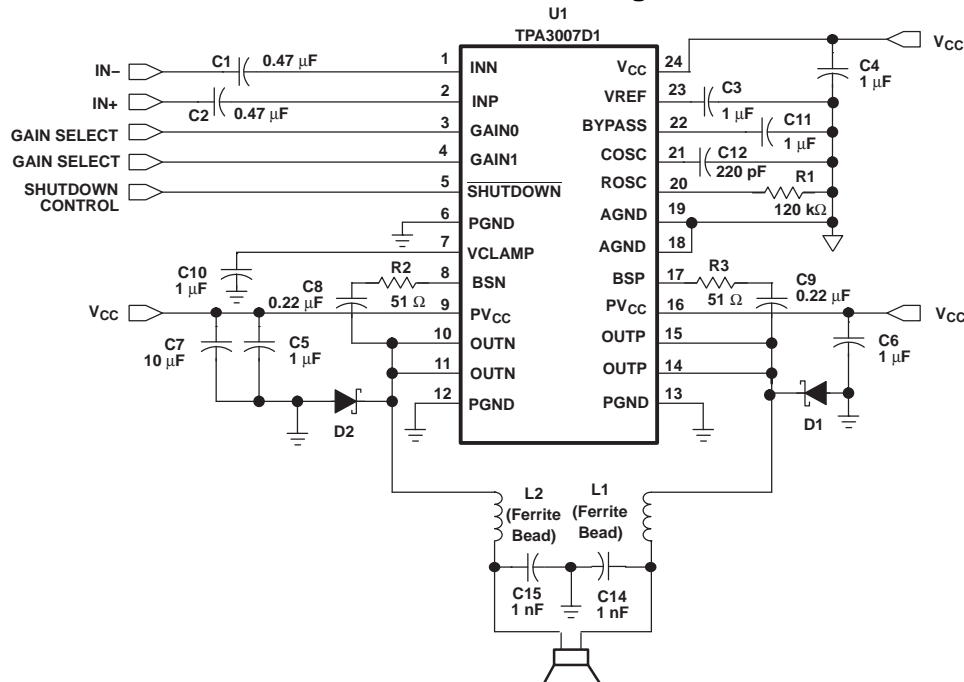 U1
TPA3007D1
IN−
C1
0.47 μF
1
INN
IN+
C2
0.47 μF
2
INP
GAIN SELECT
3
GAIN0
GAIN SELECT
4
GAIN1
SHUTDOWN
CONTROL
5
SHUTDOWN
6
PGND
7
VCLAMP
C10
1 μF
R2
51 Ω
8
BSN
C8
0.22 μF
VCC
9
PVCC
10
OUTN
11
OUTN
12
PGND
C7
10 μF
C5
1 μF
D2
VCC
24
VCC
C4
1 μF
VREF
23
C3
1 μF
BYPASS
22
C11
1 μF
COSC
21
C12
220 pF
ROSC
20
R1
120 kΩ
AGND
19
AGND
18
BSP
17
R3
51 Ω
C9
0.22 μF
PVCC
16
VCC
OUTP
15
OUTP
14
PGND
13
C6
1 μF
D1
L2
(Ferrite
Bead)
L1
(Ferrite
Bead)
C15
1 nF
C14
1 nF